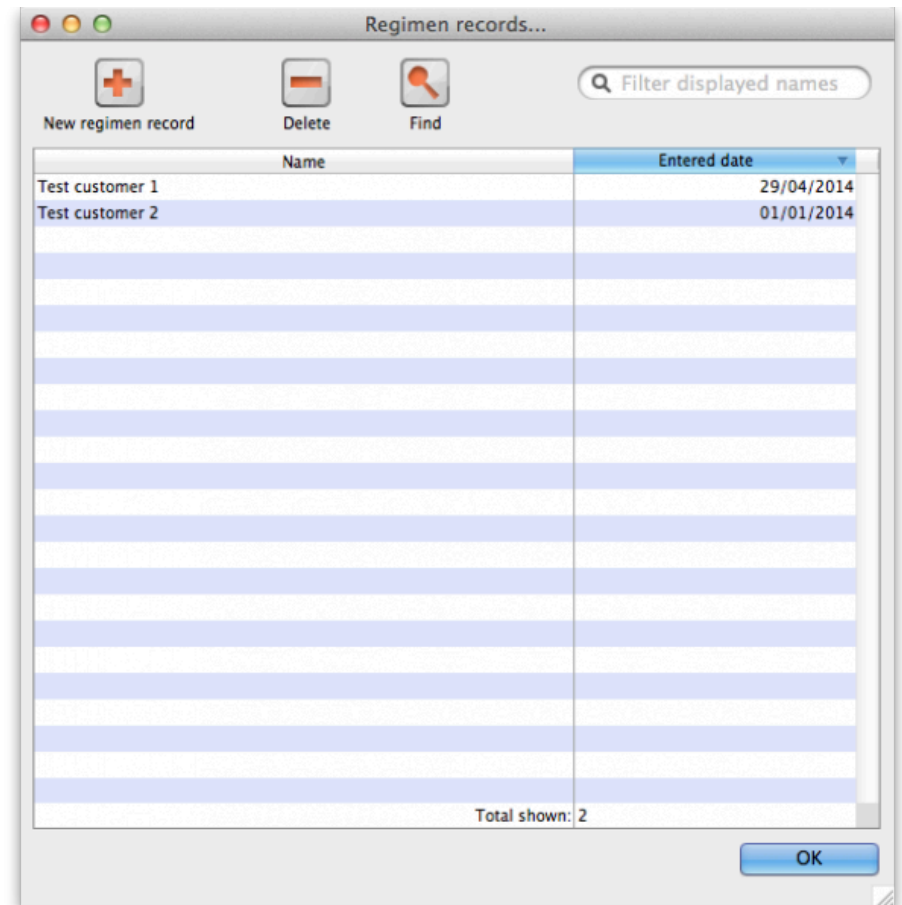 Regimen records...
Filter displayed names
New regimen record Delete Find
Name Entered date
Test customer 1 29/04/2014
Test customer 2 01/01/2014
Total shown: 2
OK